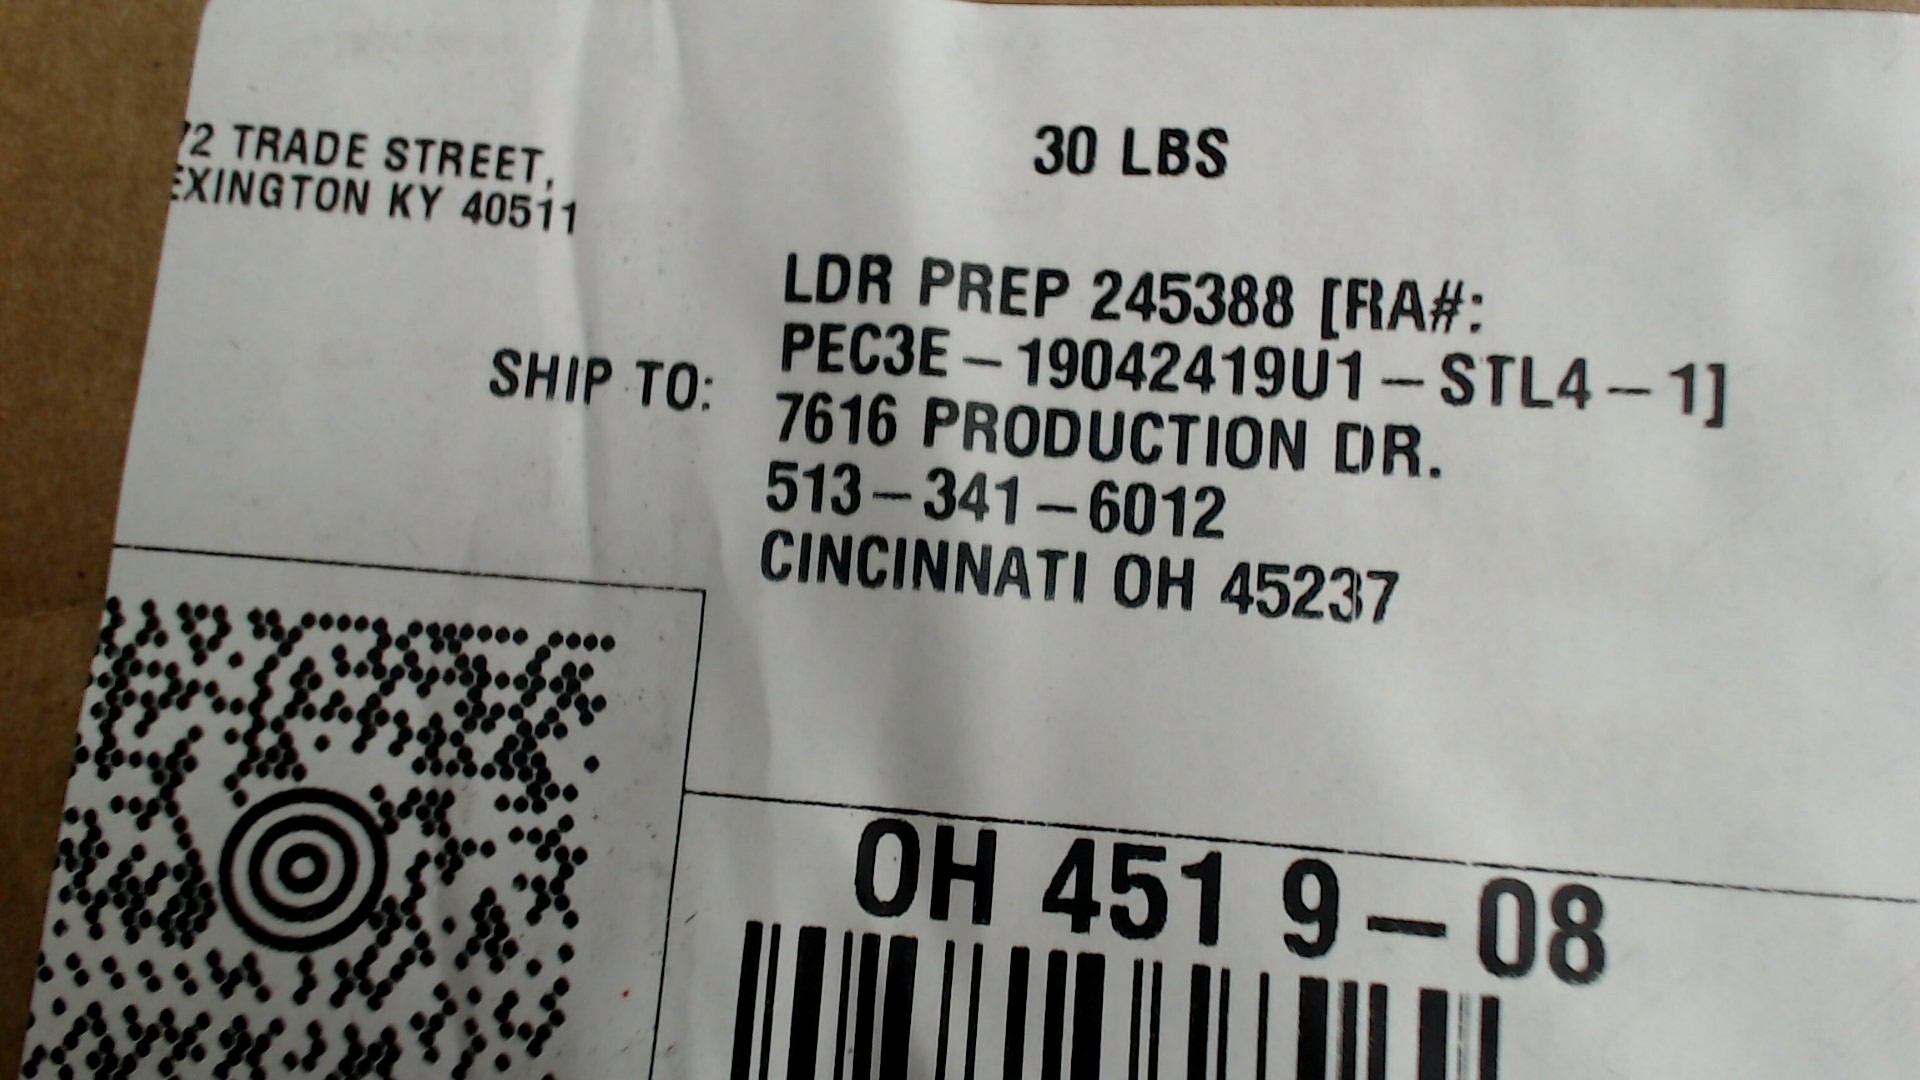 72 TRADE STREET,
EXINGTON KY 40511
30 LBS
SHIP TO:
LDR PREP 245388 [RA#:
PEC3E-19042419U1-STL4-1]
7616 PRODUCTION DR.
513-341-6012
CINCINNATI OH 45237
OH 451 9-08